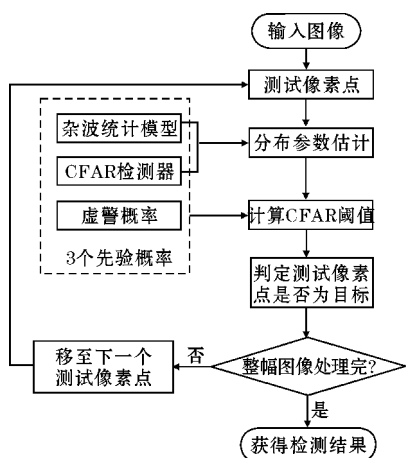 输入图像
测试像素点
杂波统计模型
分布参数估计
CFAR检测器
虚警概率
计算CFAR阈值
3个先验概率
判定测试像素
点是否为目标
移至下一个
测试像素点
否
整幅图像处理完?
是
获得检测结果